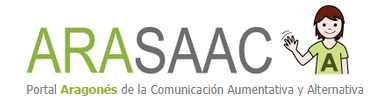 ARASAAC
A
Portal Aragonés de la Comunicación Aumentativa y Alternativa